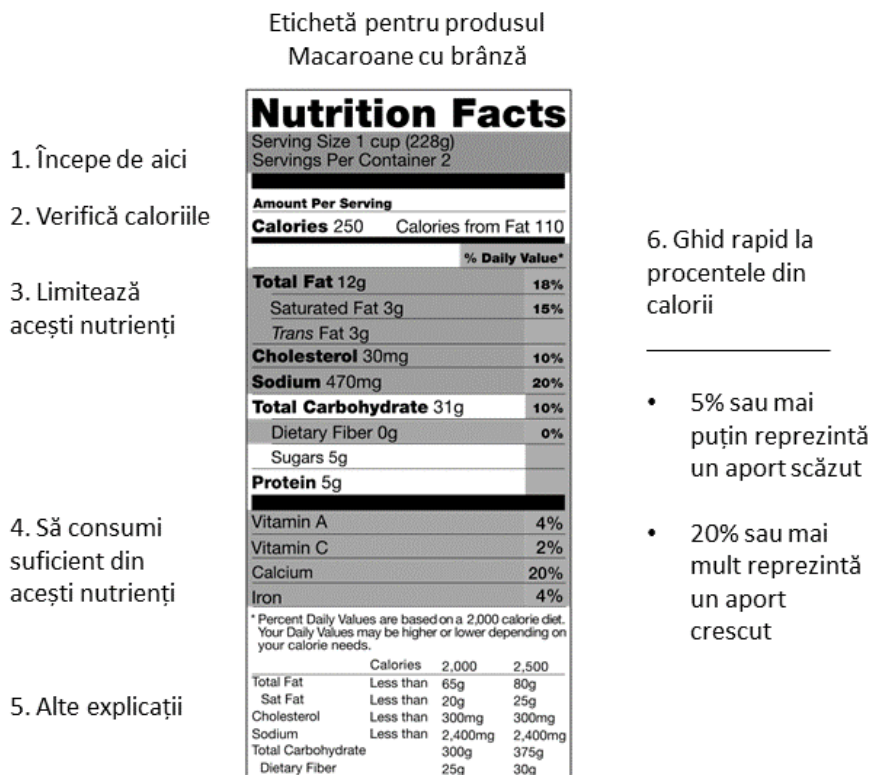 Etichetă pentru produsul
Macaroane cu brânză
1. Începe de aici
2. Verifică caloriile
3. Limitează
acești nutrienți
4. Să consumi
suficient din
acești nutrienți
5. Alte explicații
Nutrition Facts
Serving Size 1 cup (228g)
Servings Per Container 2
Amount Per Serving
Calories 250 Calories from Fat 110
% Daily Value*
Total Fat 12g 18%
Saturated Fat 3g 15%
Trans Fat 3g
Cholesterol 30mg 10%
Sodium 470mg 20%
Total Carbohydrate 31g 10%
Dietary Fiber 0g 0%
Sugars 5g
Protein 5g
Vitamin A 4%
Vitamin C 2%
Calcium 20%
Iron 4%
* Percent Daily Values are based on a 2,000 calorie diet.
Your Daily Values may be higher or lower depending on
your calorie needs.
Calories 2,000 2,500
Total Fat Less than 65g 80g
Sat Fat Less than 20g 25g
Cholesterol Less than 300mg 300mg
Sodium Less than 2,400mg 2,400mg
Total Carbohydrate 300g 375g
Dietary Fiber 25g 30g
6. Ghid rapid la
procentele din
calorii
• 5% sau mai
puțin reprezintă
un aport scăzut
• 20% sau mai
mult reprezintă
un aport
crescut